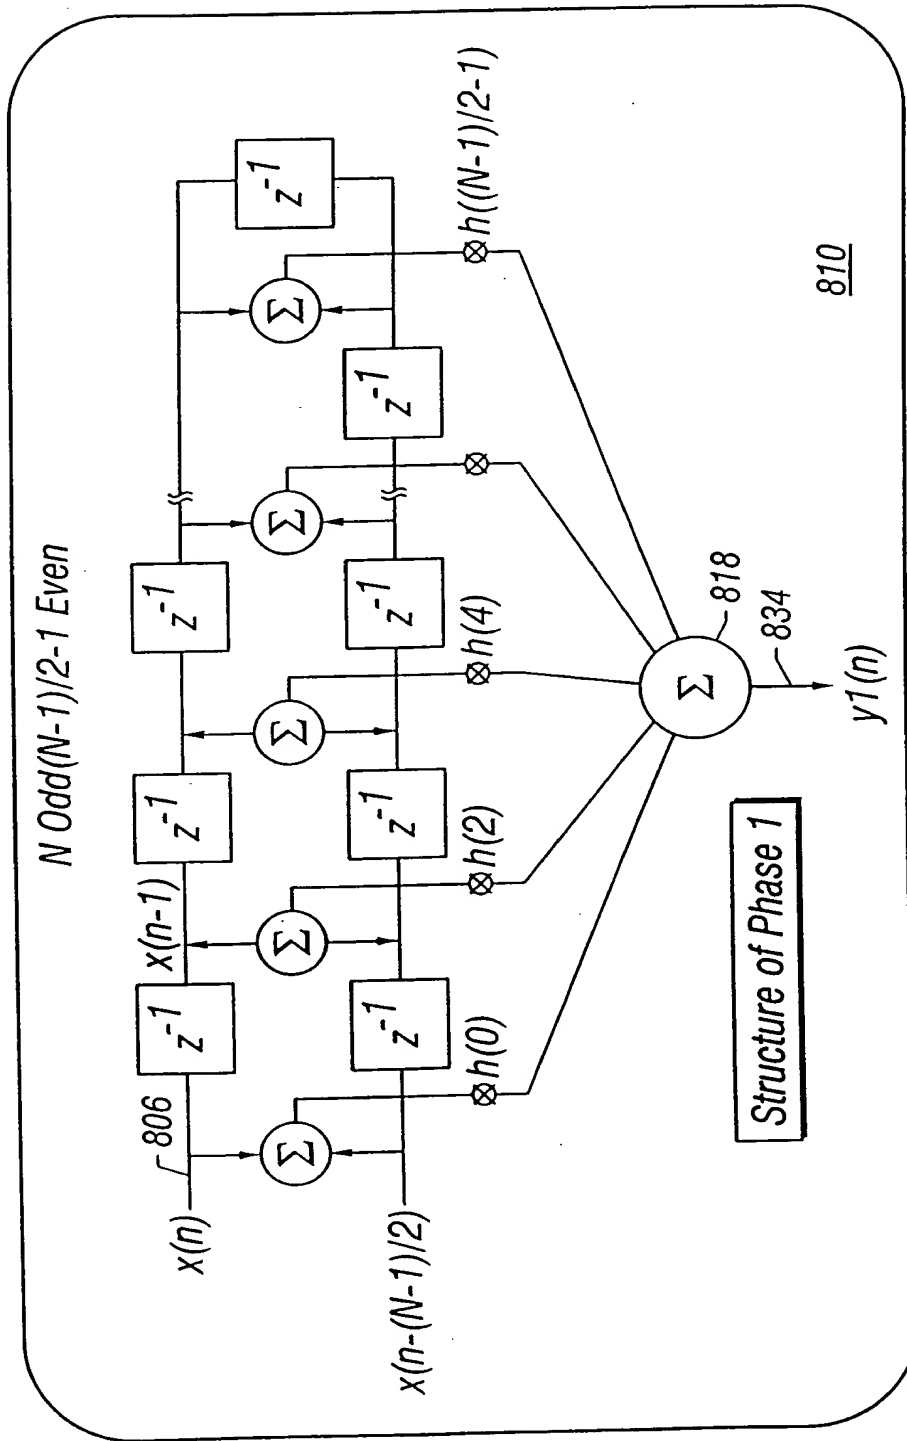 N Odd(N-1)/2-1 Even
x(n)
806
x(n-1)
z⁻¹
z⁻¹
z⁻¹
z⁻¹
Σ
Σ
Σ
Σ
Σ
x(n-(N-1)/2)
z⁻¹
z⁻¹
z⁻¹
z⁻¹
h(0)
h(2)
h(4)
h((N-1)/2-1)
Σ
818
834
y1(n)
Structure of Phase 1
810